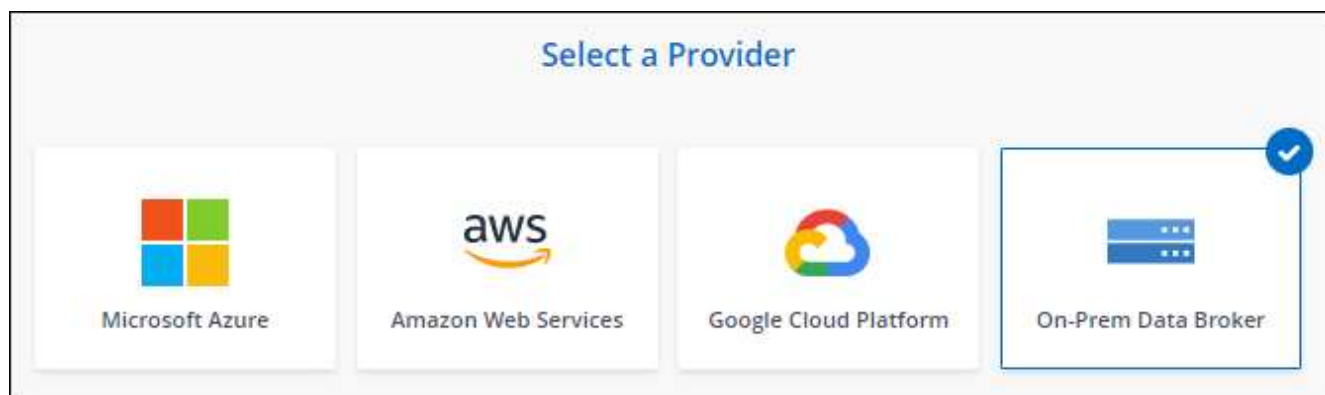 Select a Provider
aws
Microsoft Azure
Amazon Web Services
Google Cloud Platform
On-Prem Data Broker